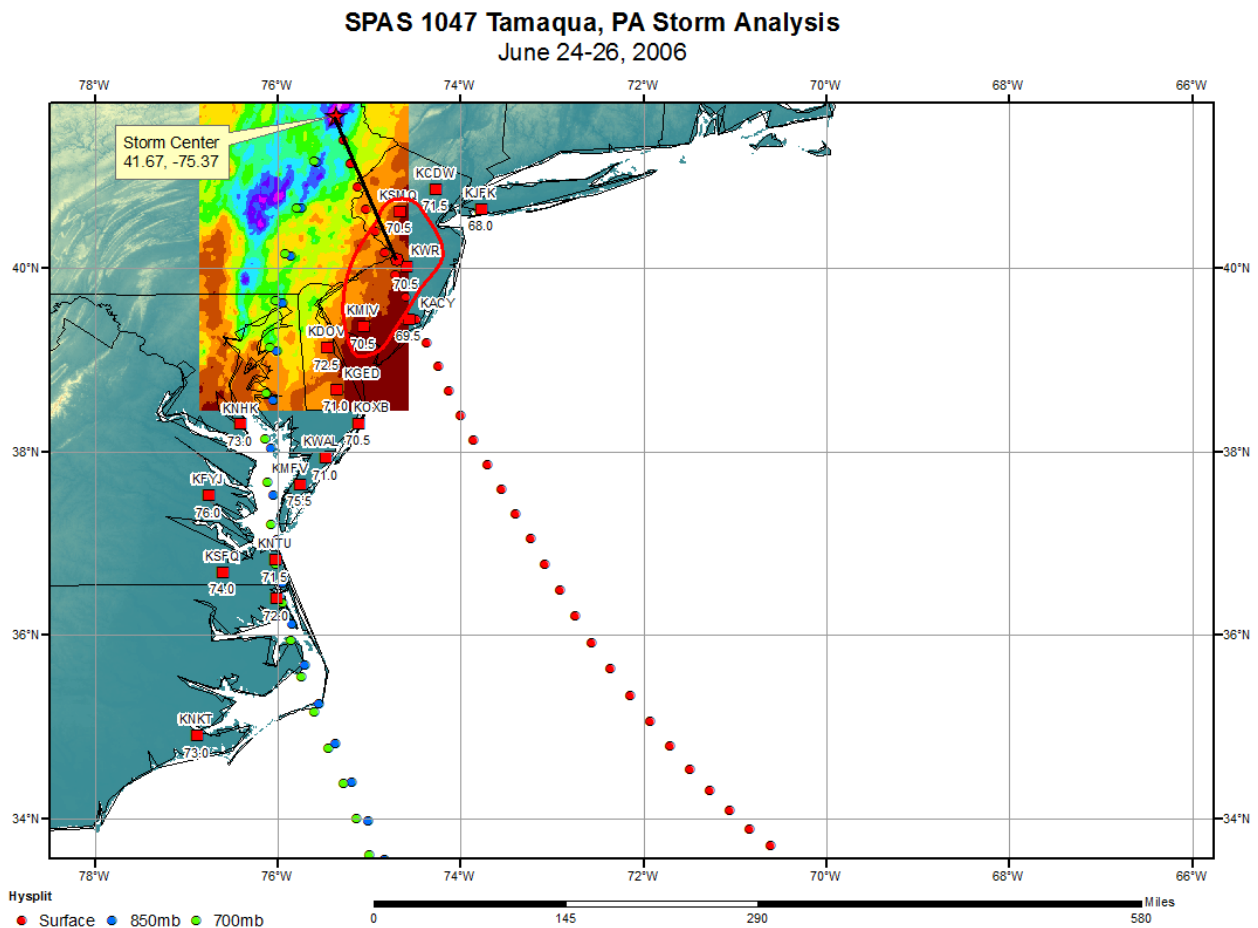 SPAS 1047 Tamaqua, PA Storm Analysis
June 24-26, 2006
78°W 76°W 74°W 72°W 70°W 68°W 66°W
Storm Center
41.67, -75.37
KCDW
71.5
KSMQ
70.5
KJFK
68.0
40°N
KWR
70.5
40°N
KACY
69.5
KMIV
70.5
KDOV
72.5
KGED
71.0
KNHK
73.0
KOXB
70.5
38°N
KWAL
71.0
38°N
KMFV
75.5
KFYJ
76.0
KNTU
71.5
KSFQ
74.0
72.0
36°N 36°N
KNKT
73.0
34°N 34°N
78°W 76°W 74°W 72°W 70°W 68°W 66°W
Hysplit
Surface 850mb 700mb
Miles
0 145 290 580